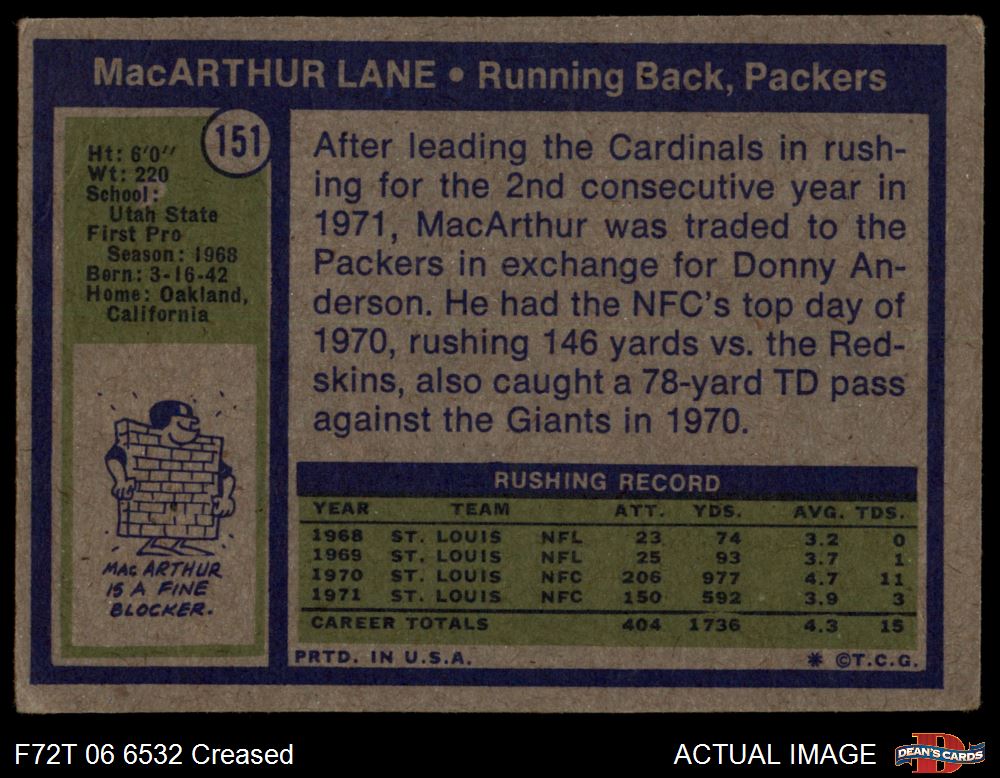 MacARTHUR LANE • Running Back, Packers
151
Ht: 6'0"
Wt: 220
School:
Utah State
First Pro
Season: 1968
Born: 3-16-42
Home: Oakland,
California
MAC ARTHUR
IS A FINE
BLOCKER.
After leading the Cardinals in rush-
ing for the 2nd consecutive year in
1971, MacArthur was traded to the
Packers in exchange for Donny An-
derson. He had the NFC's top day of
1970, rushing 146 yards vs. the Red-
skins, also caught a 78-yard TD pass
against the Giants in 1970.
RUSHING RECORD
YEAR TEAM ATT. YDS. AVG. TDS.
1968 ST. LOUIS NFL 23 74 3.2 0
1969 ST. LOUIS NFL 25 93 3.7 1
1970 ST. LOUIS NFC 206 977 4.7 11
1971 ST. LOUIS NFC 150 592 3.9 3
CAREER TOTALS 404 1736 4.3 15
PRTD. IN U.S.A. * ©T.C.G.
F72T 06 6532 Creased
ACTUAL IMAGE
D
DEAN'S CARDS